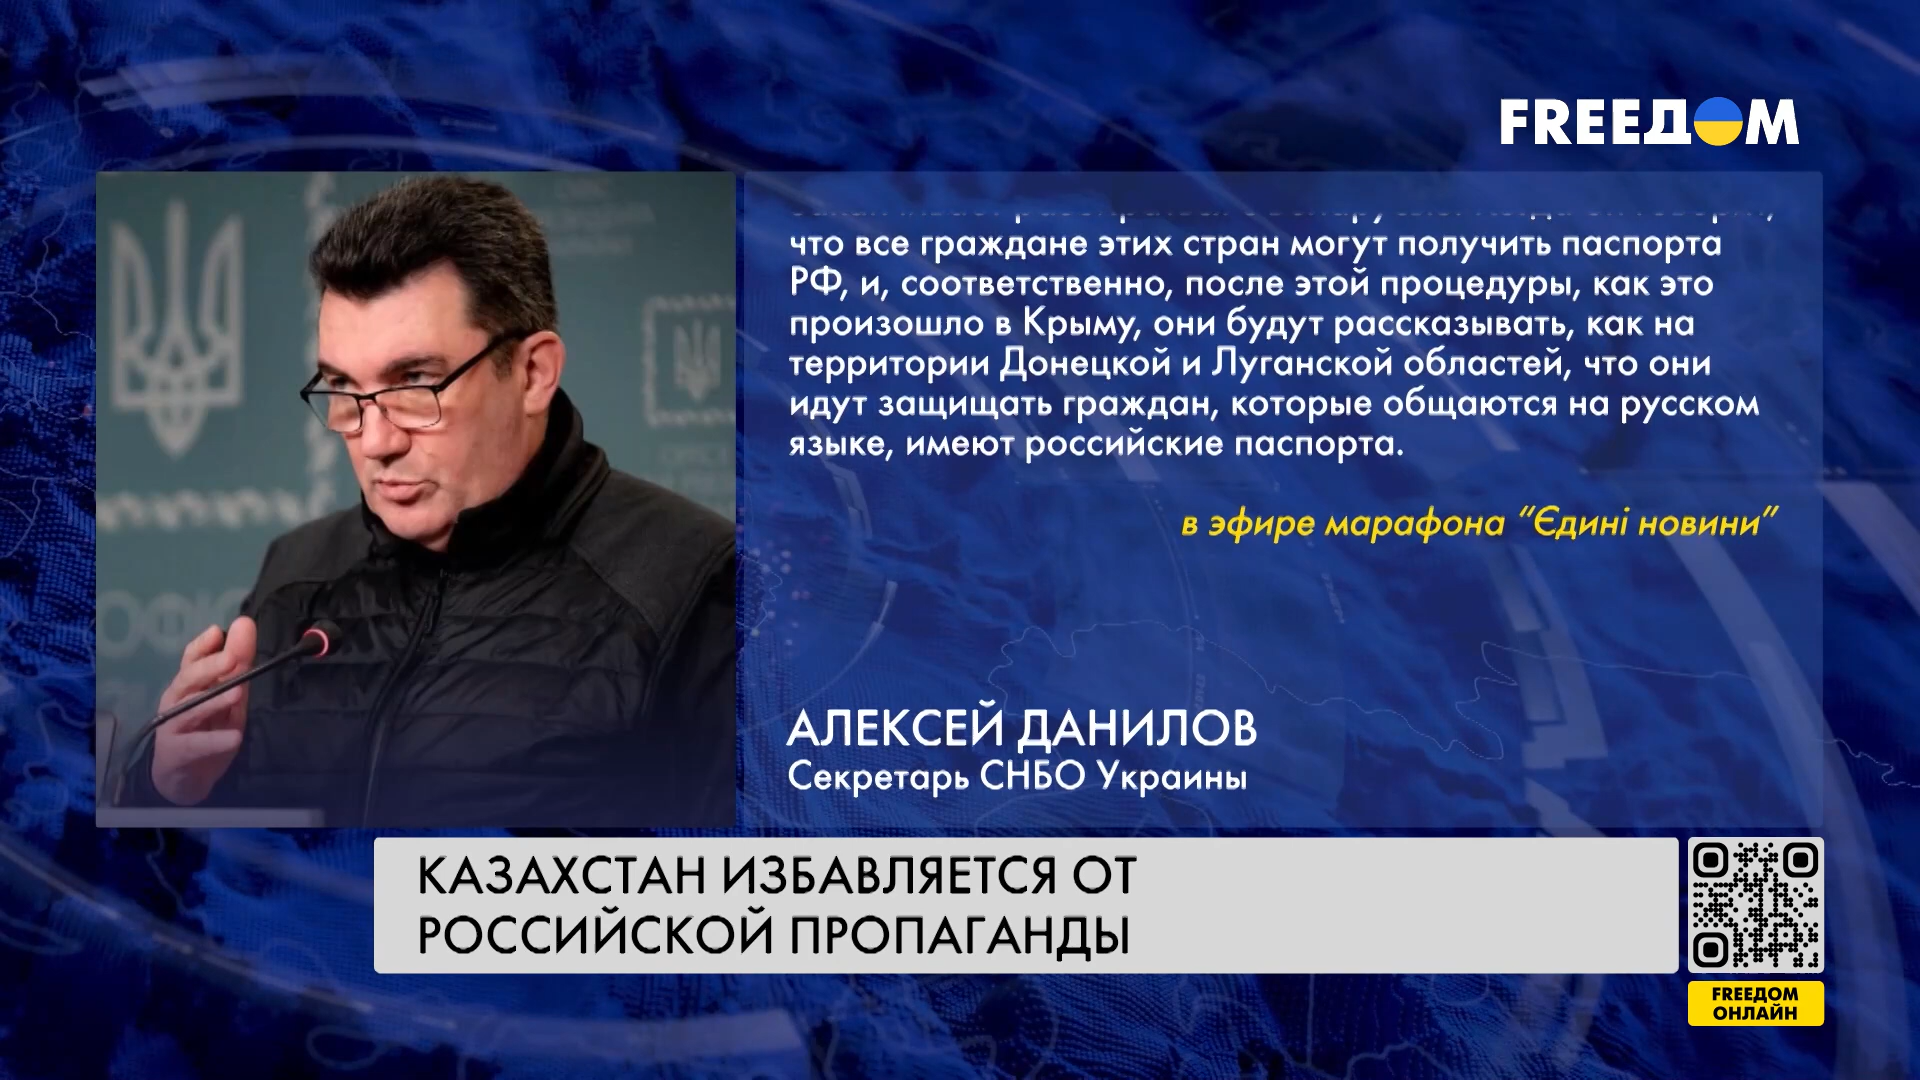 FREEДOM
что все граждане этих стран могут получить паспорта
РФ, и, соответственно, после этой процедуры, как это
произошло в Крыму, они будут рассказывать, как на
территории Донецкой и Луганской областей, что они
идут защищать граждан, которые общаются на русском
языке, имеют российские паспорта.
в эфире марафона “Єдині новини”
АЛЕКСЕЙ ДАНИЛОВ
Секретарь СНБО Украины
КАЗАХСТАН ИЗБАВЛЯЕТСЯ ОТ
РОССИЙСКОЙ ПРОПАГАНДЫ
FREEДОМ
ОНЛАЙН